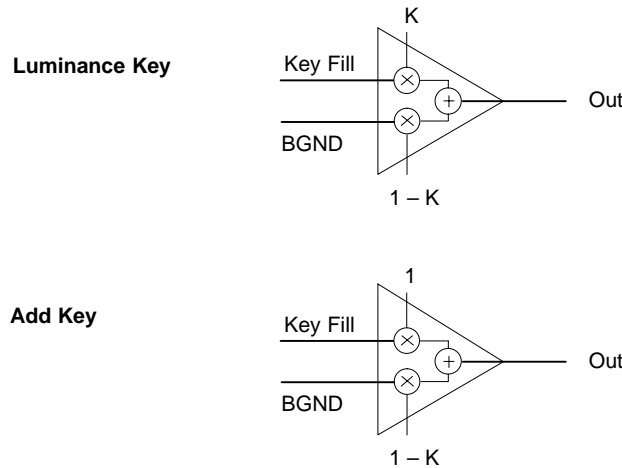 K
Luminance Key
Key Fill
Out
BGND
1 – K
1
Add Key
Key Fill
Out
BGND
1 – K